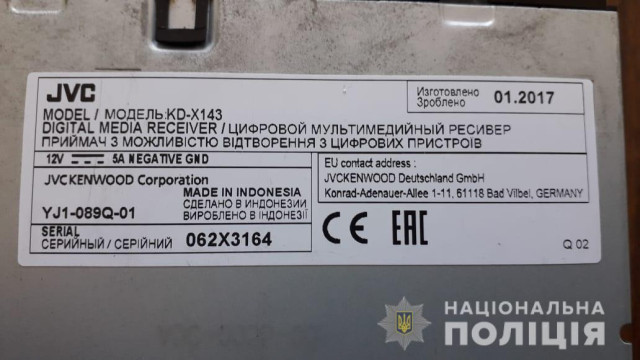 JVC
MODEL / МОДЕЛЬ:KD-X143
DIGITAL MEDIA RECEIVER / ЦИФРОВОЙ МУЛЬТИМЕДИЙНЫЙ РЕСИВЕР
ПРИЙМАЧ З МОЖЛИВІСТЮ ВІДТВОРЕННЯ З ЦИФРОВИХ ПРИСТРОЇВ
Изготовлено
Зроблено
01.2017
12V 5A NEGATIVE GND
JVCKENWOOD Corporation
MADE IN INDONESIA
СДЕЛАНО В ИНДОНЕЗИИ
ВИРОБЛЕНО В ІНДОНЕЗІЇ
YJ1-089Q-01
SERIAL
СЕРИЙНЫЙ / СЕРІЙНИЙ 062X3164
EU contact address :
JVCKENWOOD Deutschland GmbH
Konrad-Adenauer-Allee 1-11, 61118 Bad Vilbel, GERMANY
CE EAC
Q 02
НАЦІОНАЛЬНА
ПОЛІЦІЯ